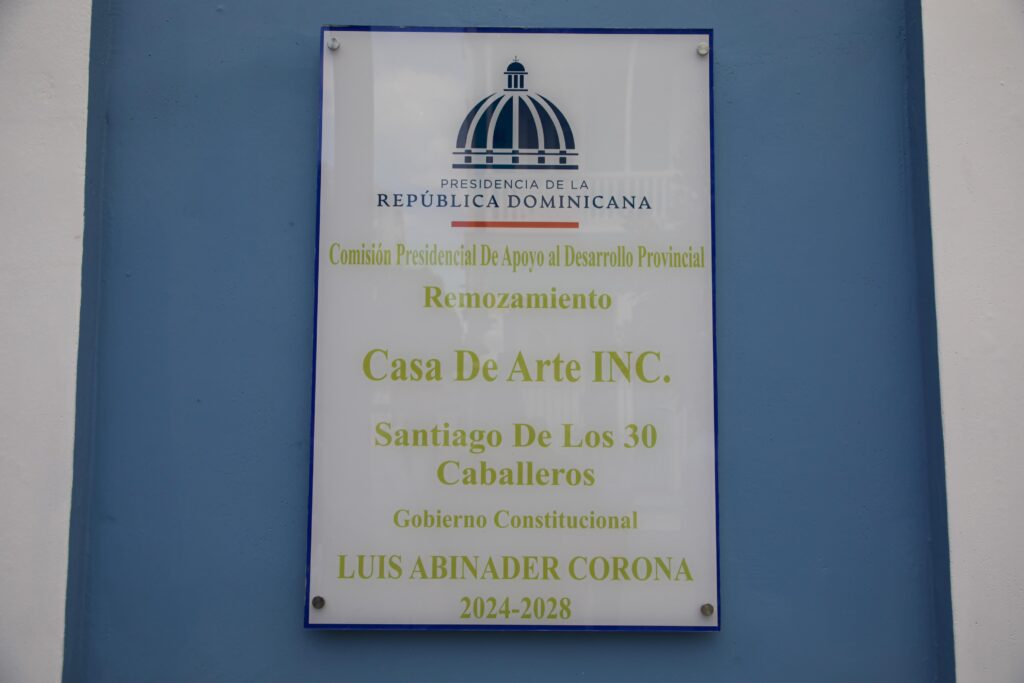 PRESIDENCIA DE LA
REPÚBLICA DOMINICANA
Comisión Presidencial De Apoyo al Desarrollo Provincial
Remozamiento
Casa De Arte INC.
Santiago De Los 30
Caballeros
Gobierno Constitucional
LUIS ABINADER CORONA
2024-2028